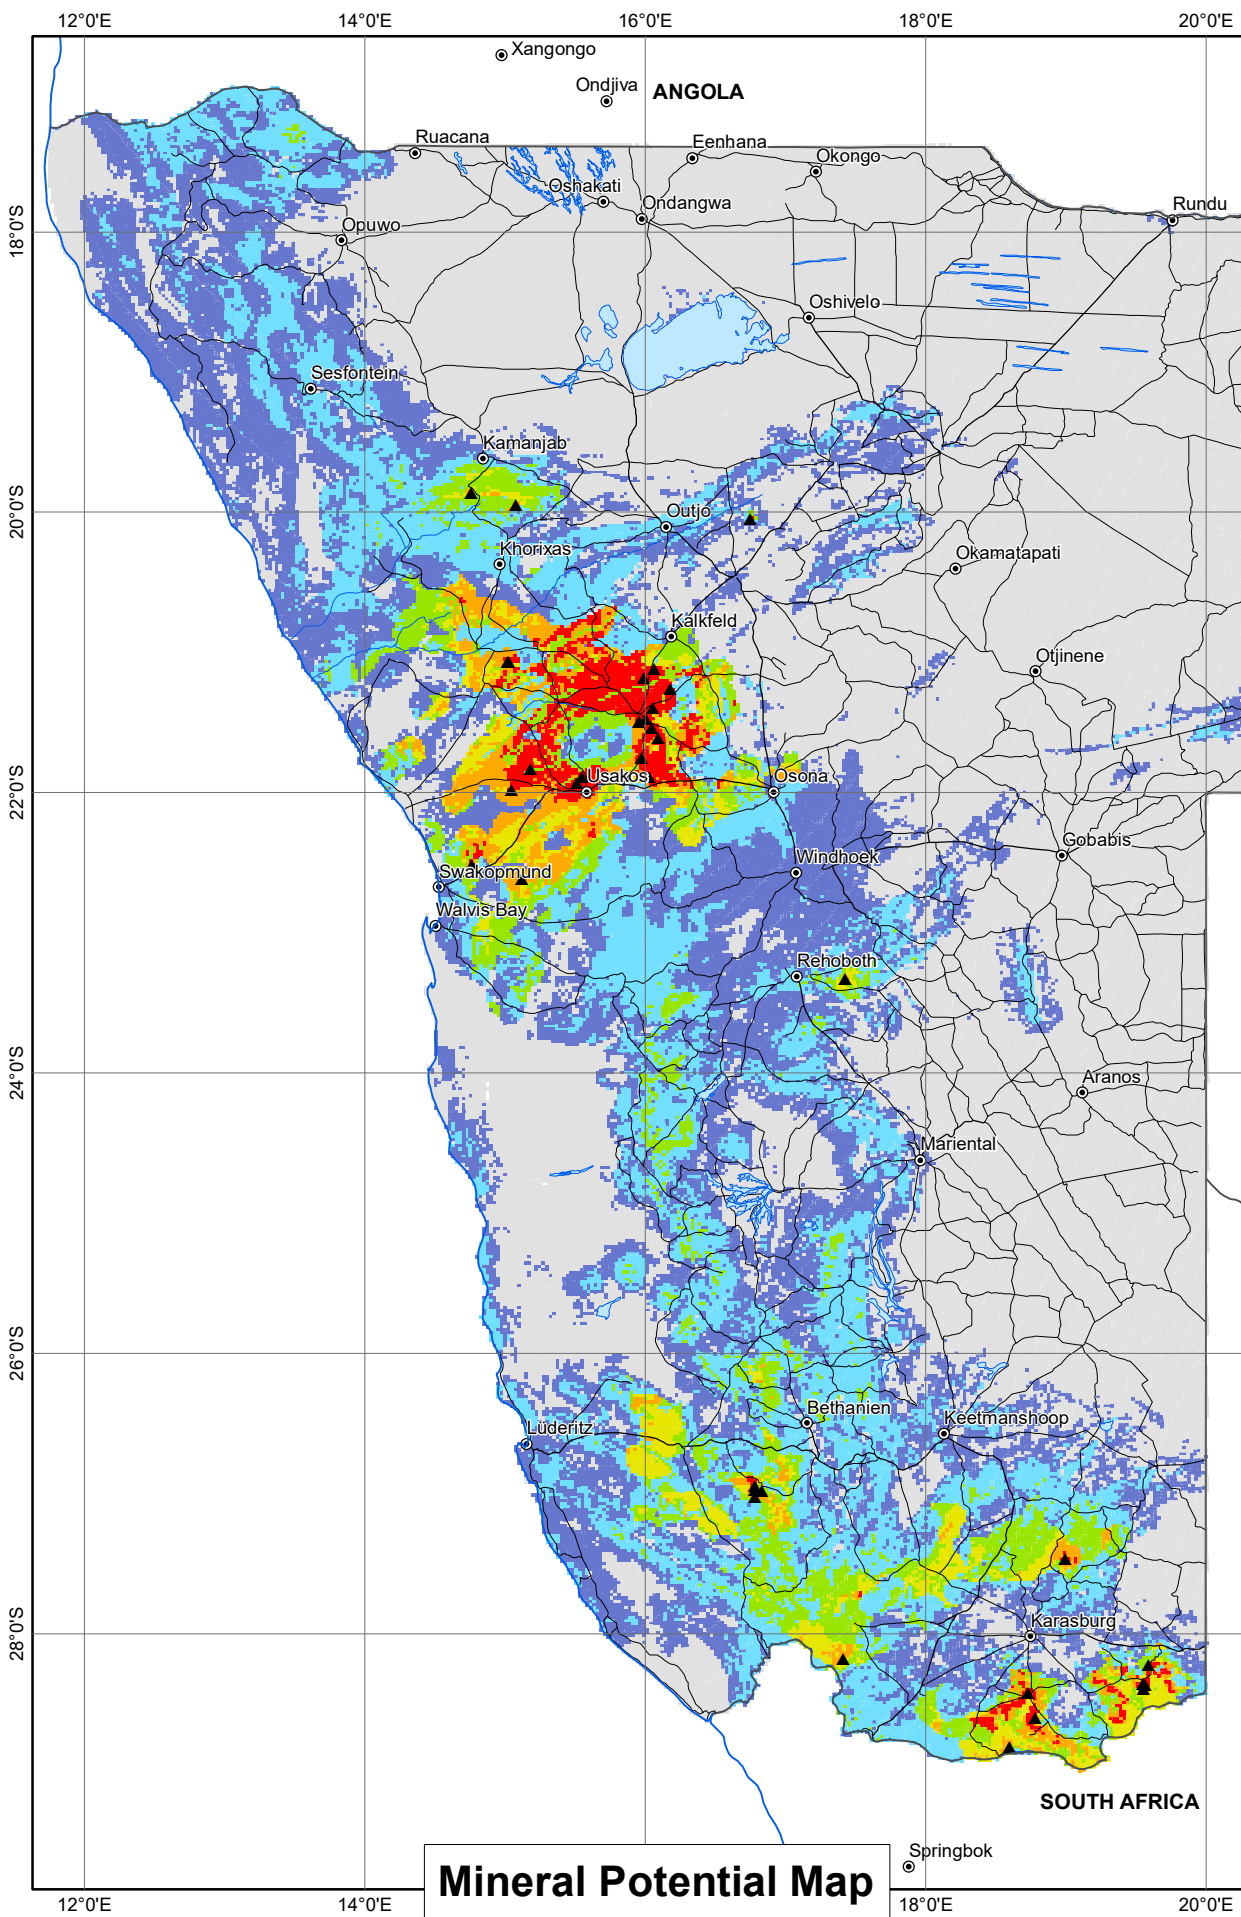 12°0'E 14°0'E 16°0'E 18°0'E 20°0'E
Xangongo
Ondjiva
ANGOLA
Ruacana
Eenhana
Okongo
Oshakati
Ondangwa
Rundu
Opuwo
18°0'S
Oshivelo
Sesfontein
Kamanjab
20°0'S
Outjo
Khorixas
Okamatapati
Kalkfeld
Otjinene
Usakos
Osona
22°0'S
Gobabis
Windhoek
Swakopmund
Walvis Bay
Rehoboth
24°0'S
Aranos
Mariental
26°0'S
Bethanien
Keetmanshoop
Lüderitz
28°0'S
Karasburg
SOUTH AFRICA
Springbok
Mineral Potential Map
12°0'E 14°0'E 16°0'E 18°0'E 20°0'E